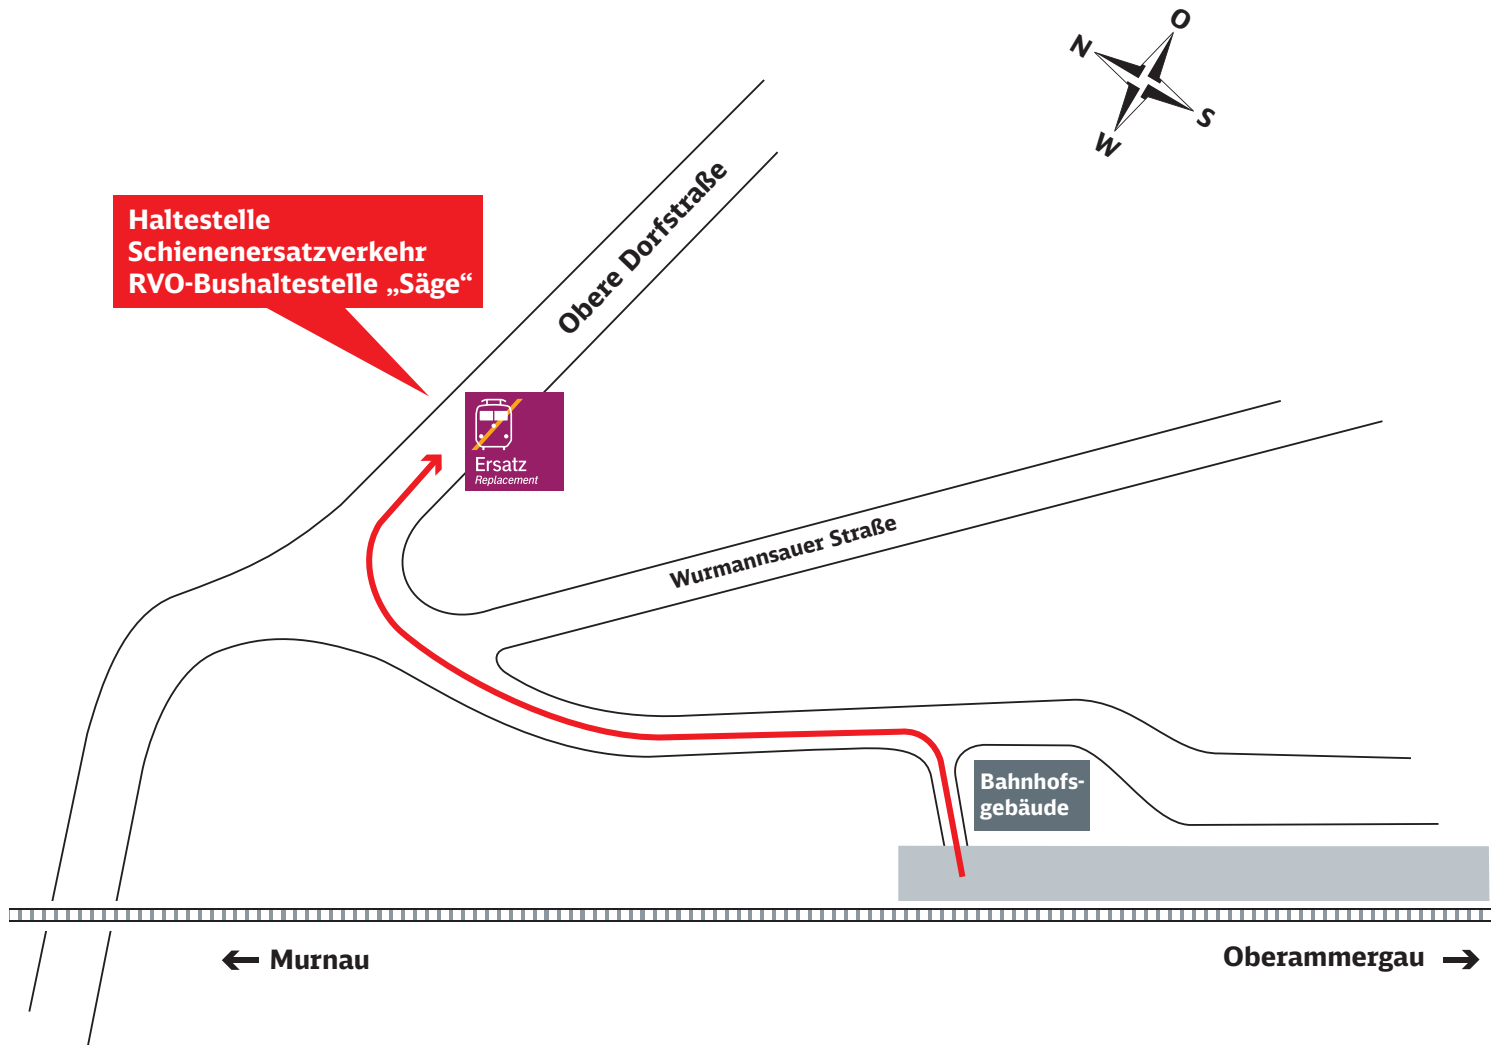 O
N
S
W
Haltestelle
Schienenersatzverkehr
RVO-Bushaltestelle „Säge“
Obere Dorfstraße
Ersatz
Replacement
Wurmannsauer Straße
Bahnhofs-
gebäude
Murnau
Oberammergau